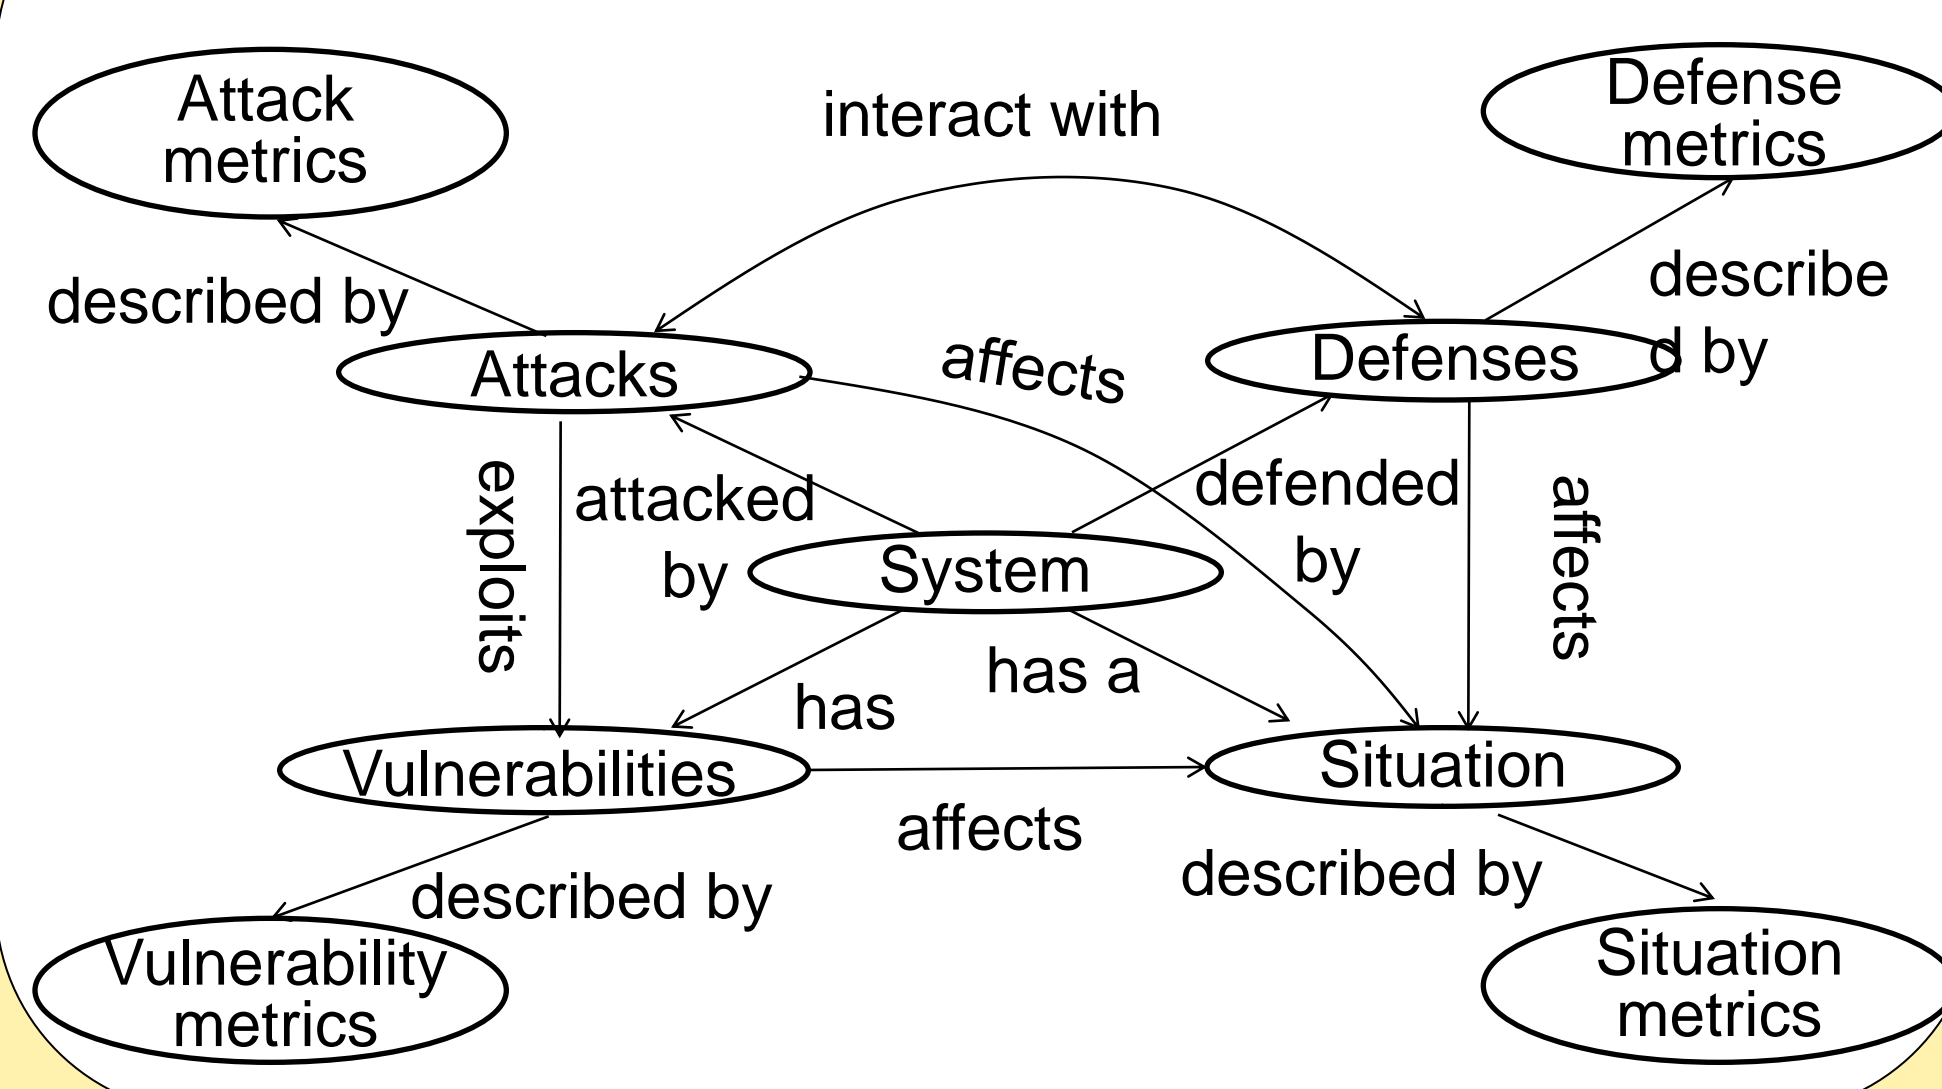 Attack
metrics
interact with
Defense
metrics
described by
describe
d by
Attacks
affects
Defenses
exploits
attacked
by
System
defended
by
affects
has
has a
Vulnerabilities
Situation
affects
described by
described by
Vulnerability
metrics
Situation
metrics